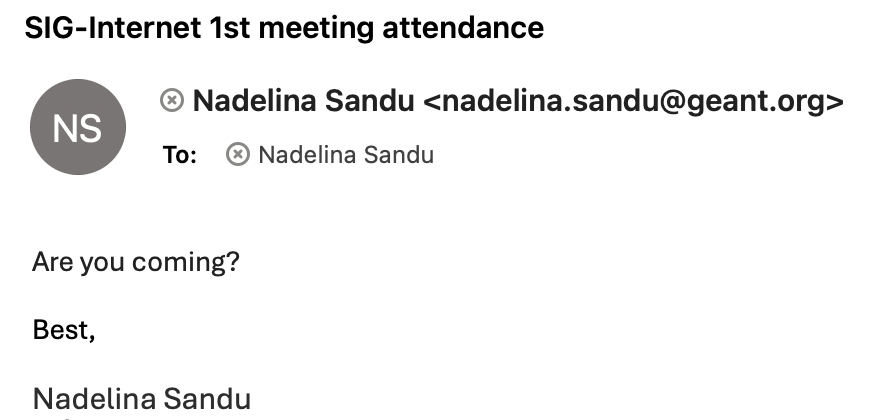 SIG-Internet 1st meeting attendance
NS
Nadelina Sandu <nadelina.sandu@geant.org>
To: Nadelina Sandu
Are you coming?
Best,
Nadelina Sandu